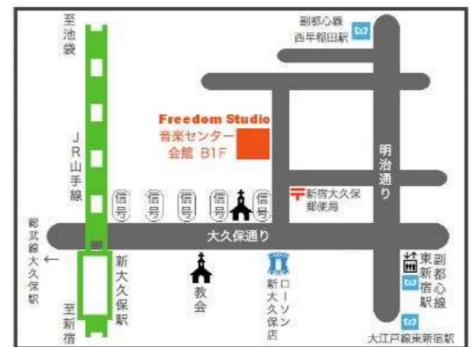 至池袋
副都心線
西早稲田駅
Freedom Studio
音楽センター
会館 B1F
JR山手線
明治通り
信号
信号
信号
信号
信号
新宿大久保
郵便局
大久保通り
総武線大久保駅
←
新大久保駅
教会
ローソン
新大久保店
副都心線
東新宿駅
至新宿
大江戸線東新宿駅